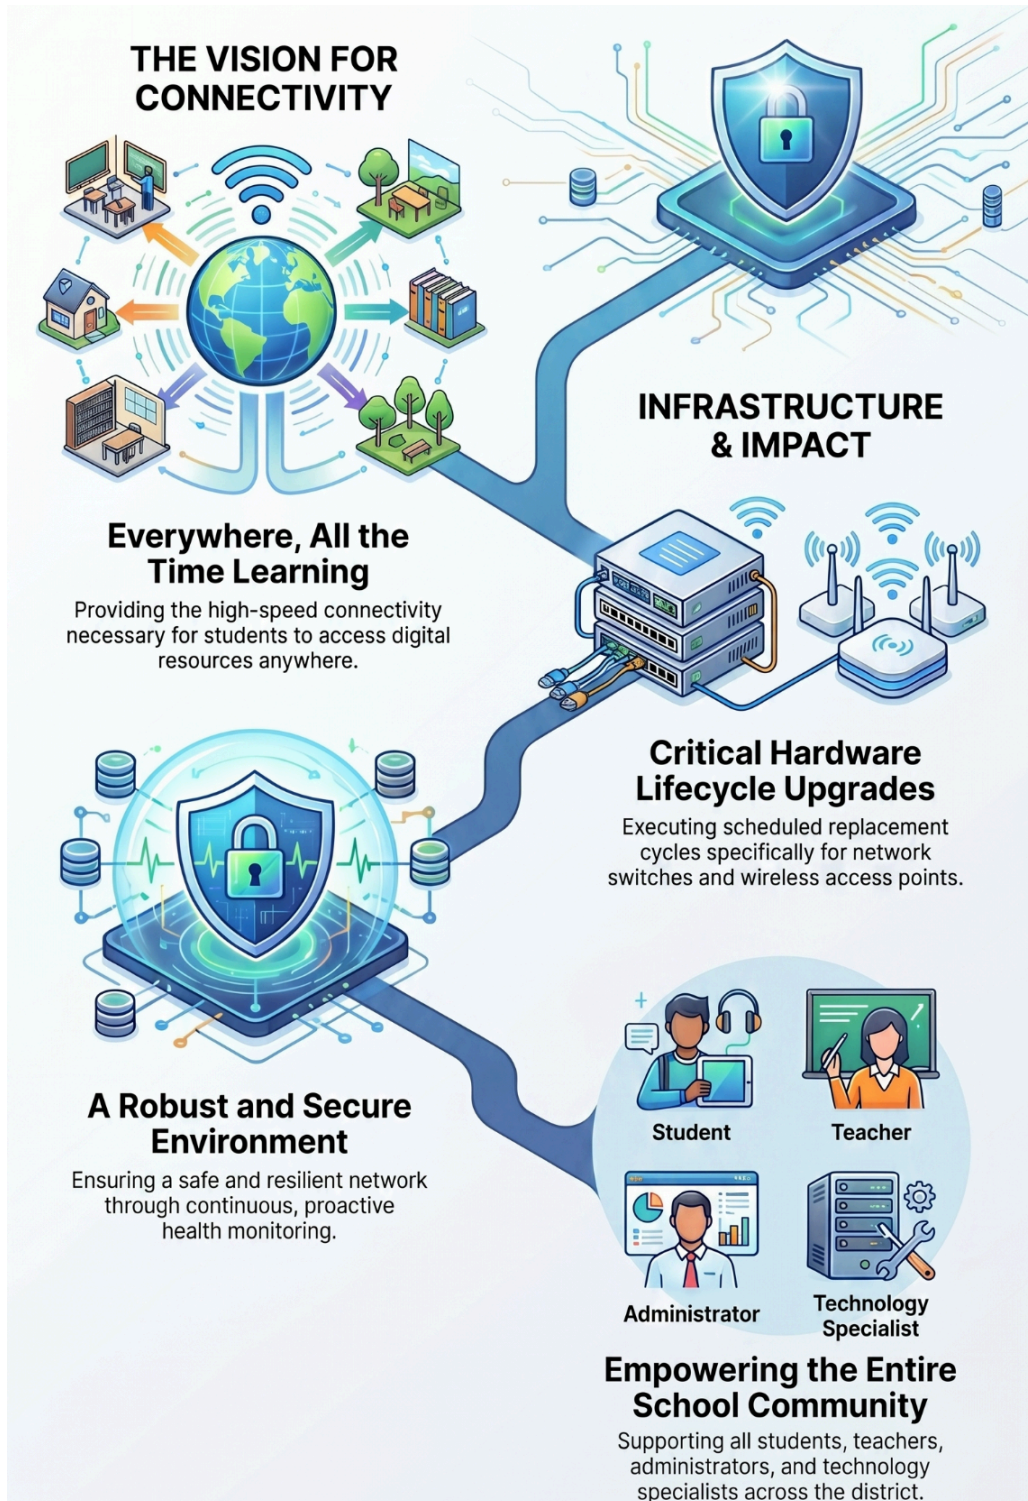 THE VISION FOR
CONNECTIVITY
Everywhere, All the
Time Learning
Providing the high-speed connectivity
necessary for students to access digital
resources anywhere.
A Robust and Secure
Environment
Ensuring a safe and resilient network
through continuous, proactive
health monitoring.
INFRASTRUCTURE
& IMPACT
Critical Hardware
Lifecycle Upgrades
Executing scheduled replacement
cycles specifically for network
switches and wireless access points.
Student
Teacher
Administrator
Technology
Specialist
Empowering the Entire
School Community
Supporting all students, teachers,
administrators, and technology
specialists across the district.